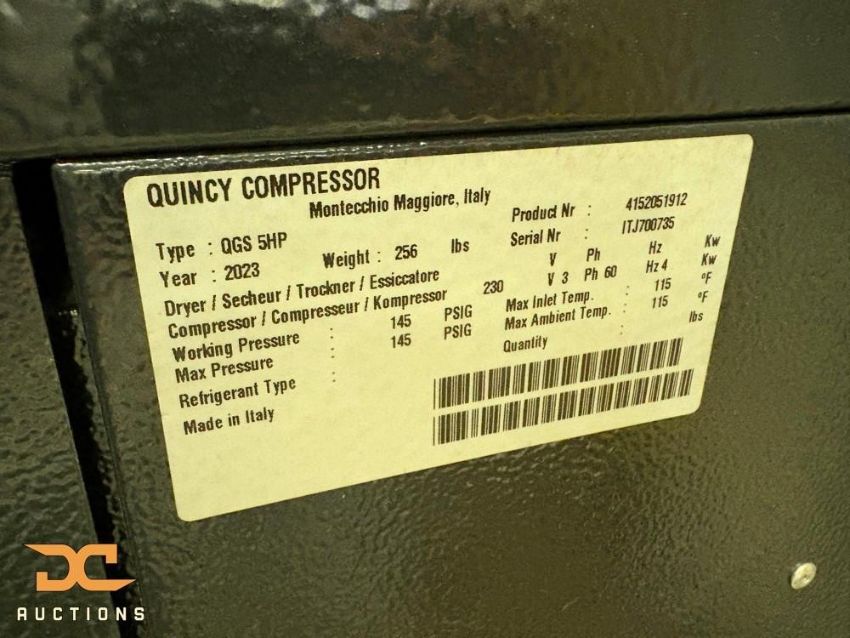 QUINCY COMPRESSOR
Montecchio Maggiore, Italy
Type : QGS 5HP Product Nr : 4152051912
Year : 2023 Weight : 256 lbs Serial Nr : ITJ700735
Dryer / Secheur / Trockner / Essiccatore V Ph Hz Kw
Compressor / Compresseur / Kompressor 230 V 3 Ph 60 Hz 4 Kw
Working Pressure : 145 PSIG Max Inlet Temp. : 115 °F
Max Pressure : 145 PSIG Max Ambient Temp. : 115 °F
Refrigerant Type : Quantity : lbs
Made in Italy
DC
AUCTIONS